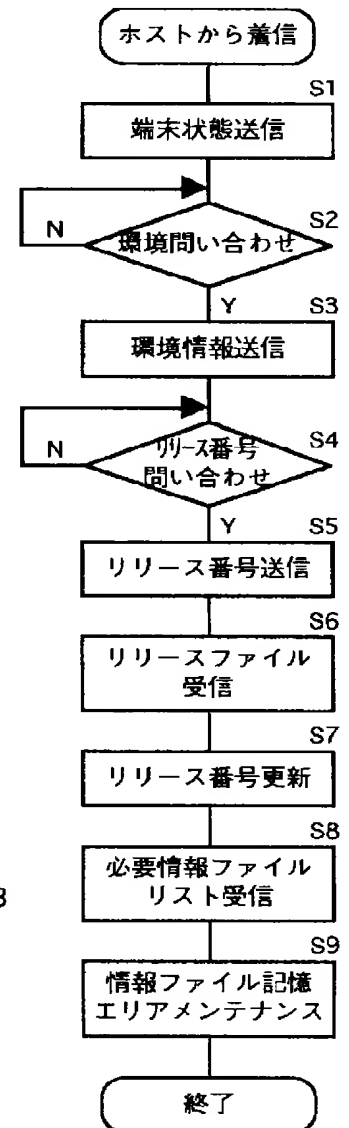 ホストから着信
S1
端末状態送信
S2
N
環境問い合わせ
Y
S3
環境情報送信
S4
N
リリース番号
問い合わせ
Y
S5
リリース番号送信
S6
リリースファイル
受信
S7
リリース番号更新
S8
必要情報ファイル
リスト受信
3
S9
情報ファイル記憶
エリアメンテナンス
終了